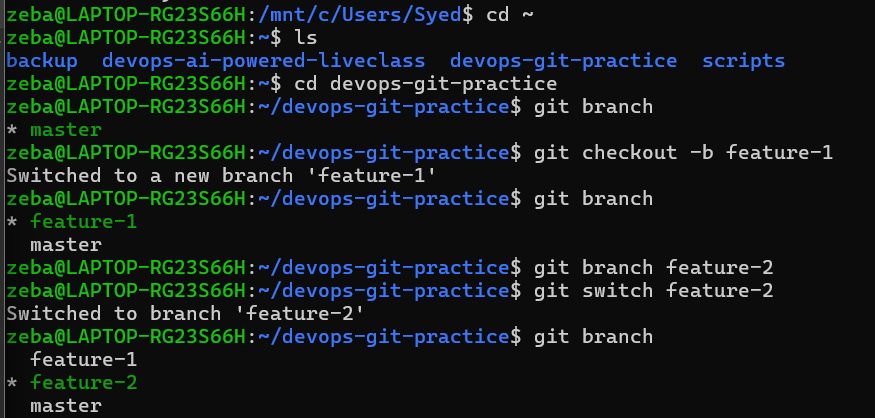 zeba@LAPTOP-RG23S66H:/mnt/c/Users/Syed$ cd ~
zeba@LAPTOP-RG23S66H:~$ ls
backup  devops-ai-powered-liveclass  devops-git-practice  scripts
zeba@LAPTOP-RG23S66H:~$ cd devops-git-practice
zeba@LAPTOP-RG23S66H:~/devops-git-practice$ git branch
* master
zeba@LAPTOP-RG23S66H:~/devops-git-practice$ git checkout -b feature-1
Switched to a new branch 'feature-1'
zeba@LAPTOP-RG23S66H:~/devops-git-practice$ git branch
* feature-1
  master
zeba@LAPTOP-RG23S66H:~/devops-git-practice$ git branch feature-2
zeba@LAPTOP-RG23S66H:~/devops-git-practice$ git switch feature-2
Switched to branch 'feature-2'
zeba@LAPTOP-RG23S66H:~/devops-git-practice$ git branch
  feature-1
* feature-2
  master